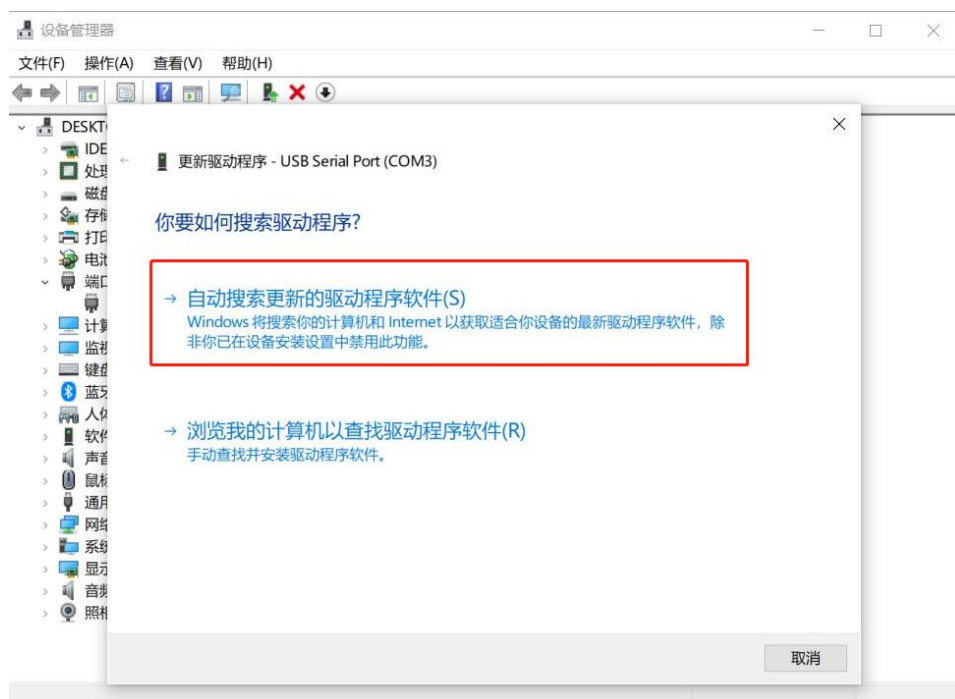 设备管理器
文件(F) 操作(A) 查看(V) 帮助(H)
DESKT
IDE
处理
磁盘
存储
打印
电池
端口
计算
监视
键盘
蓝牙
人体
软件
声音
鼠标
通用
网络
系统
显示
音频
照相
更新驱动程序 - USB Serial Port (COM3)
你要如何搜索驱动程序?
→ 自动搜索更新的驱动程序软件(S)
Windows 将搜索你的计算机和 Internet 以获取适合你设备的最新驱动程序软件，除
非你已在设备安装设置中禁用此功能。
→ 浏览我的计算机以查找驱动程序软件(R)
手动查找并安装驱动程序软件。
取消